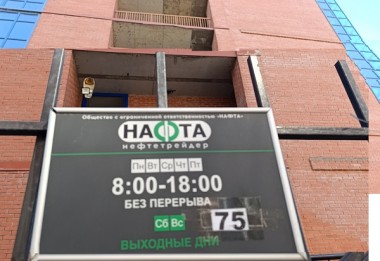 Общество с ограниченной ответственностью «НАФТА»
НАФТА
нефтетрейдер
Пн Вт Ср Чт Пт
8:00-18:00
БЕЗ ПЕРЕРЫВА
Сб Вс 75
ВЫХОДНЫЕ ДНИ